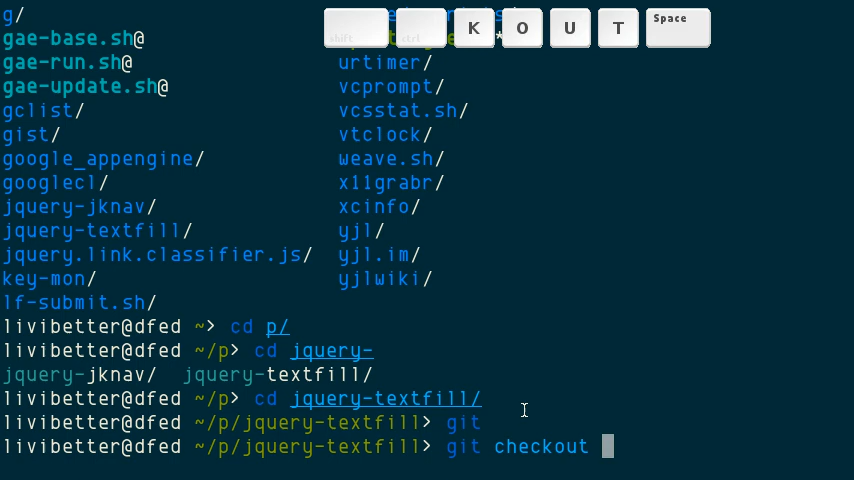 g/
gae-base.sh@
gae-run.sh@ urtimer/
gae-update.sh@ vcprompt/
gclist/ vcsstat.sh/
gist/ vtclock/
google_appengine/ weave.sh/
googlecl/ x11grabr/
jquery-jknav/ xcinfo/
jquery-textfill/ yjl/
jquery.link.classifier.js/ yjl.im/
key-mon/ yjlwiki/
lf-submit.sh/
livibetter@dfed ~> cd p/
livibetter@dfed ~/p> cd jquery-
jquery-jknav/ jquery-textfill/
livibetter@dfed ~/p> cd jquery-textfill/
livibetter@dfed ~/p/jquery-textfill> git
livibetter@dfed ~/p/jquery-textfill> git checkout
shift ctrl K O U T Space